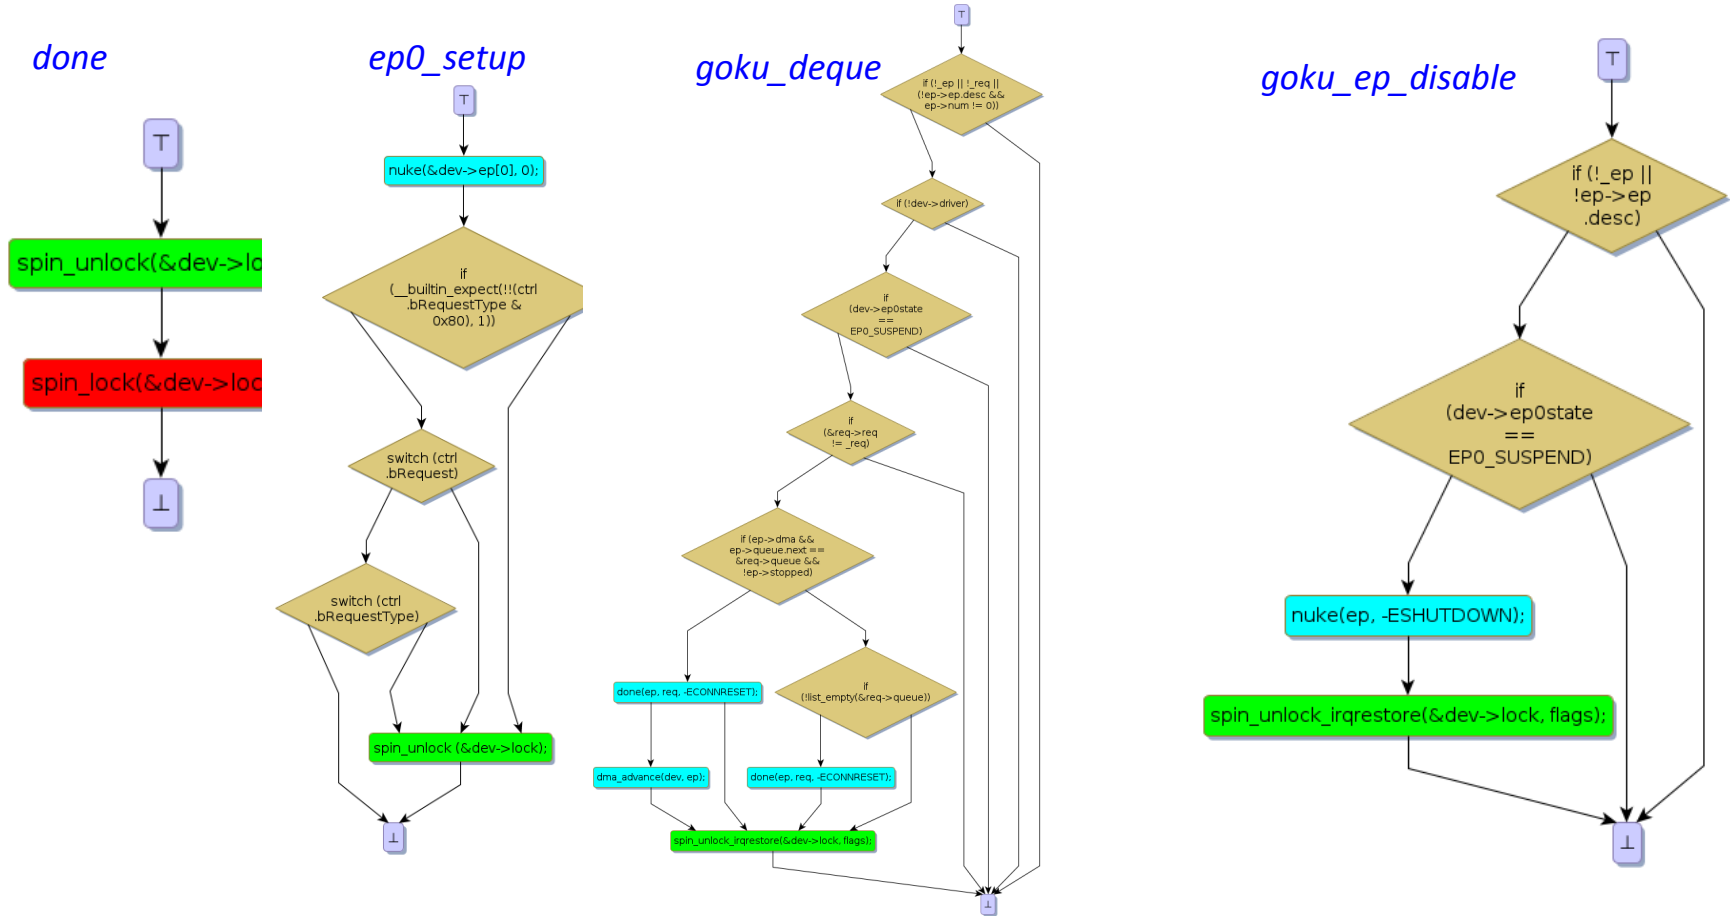 done
⊤
spin_unlock(&dev->lo
spin_lock(&dev->loc
⊥
ep0_setup
⊤
nuke(&dev->ep[0], 0);
if
(__builtin_expect(!!(ctrl
.bRequestType &
0x80), 1))
switch (ctrl
.bRequest)
switch (ctrl
.bRequestType)
spin_unlock (&dev->lock);
⊥
goku_deque
⊤
if (!_ep || !_req ||
(!ep->ep.desc &&
ep->num != 0))
if (!dev->driver)
if
(dev->ep0state
==
EP0_SUSPEND)
if
(&req->req
!= _req)
if (ep->dma &&
ep->queue.next ==
&req->queue &&
!ep->stopped)
done(ep, req, -ECONNRESET);
if
(!list_empty(&req->queue))
dma_advance(dev, ep);
done(ep, req, -ECONNRESET);
spin_unlock_irqrestore(&dev->lock, flags);
⊥
goku_ep_disable
⊤
if (!_ep ||
!ep->ep
.desc)
if
(dev->ep0state
==
EP0_SUSPEND)
nuke(ep, -ESHUTDOWN);
spin_unlock_irqrestore(&dev->lock, flags);
⊥